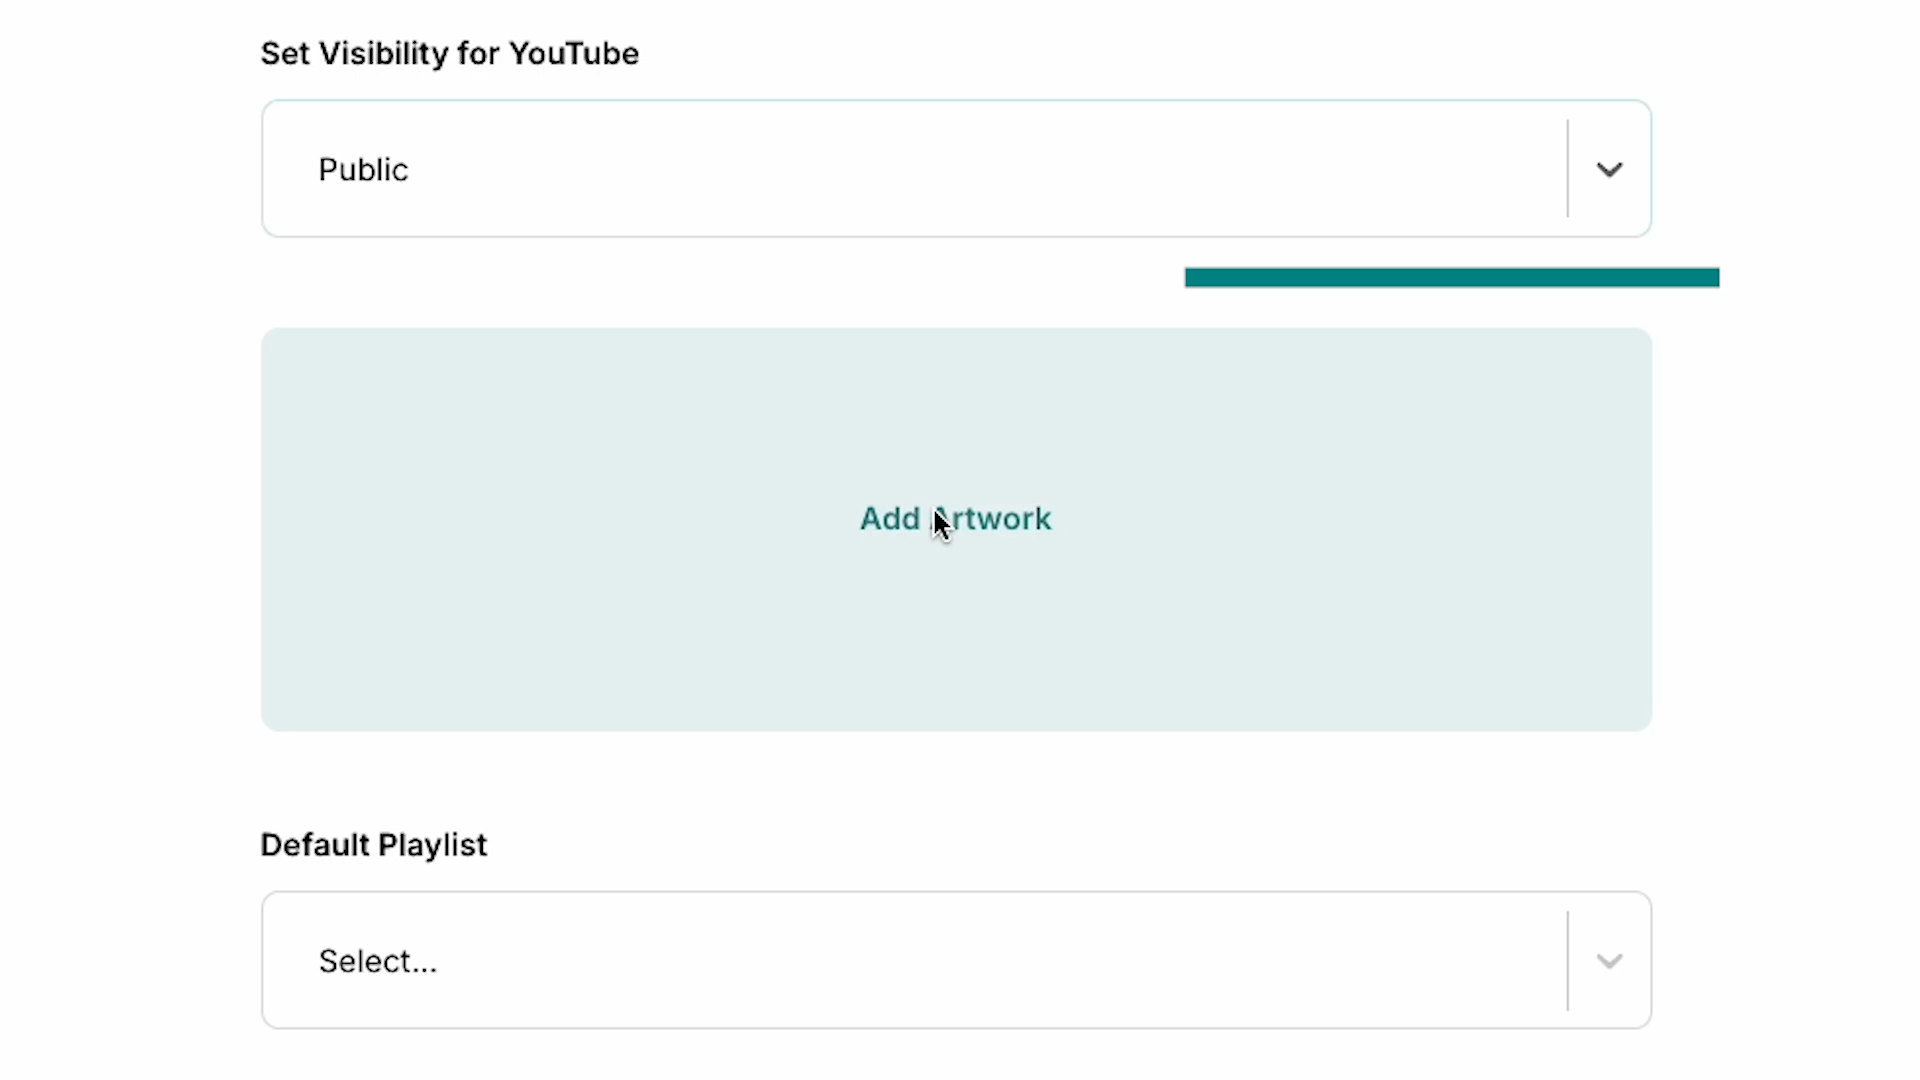 Set Visibility for YouTube
Public
Add Artwork
Default Playlist
Select...